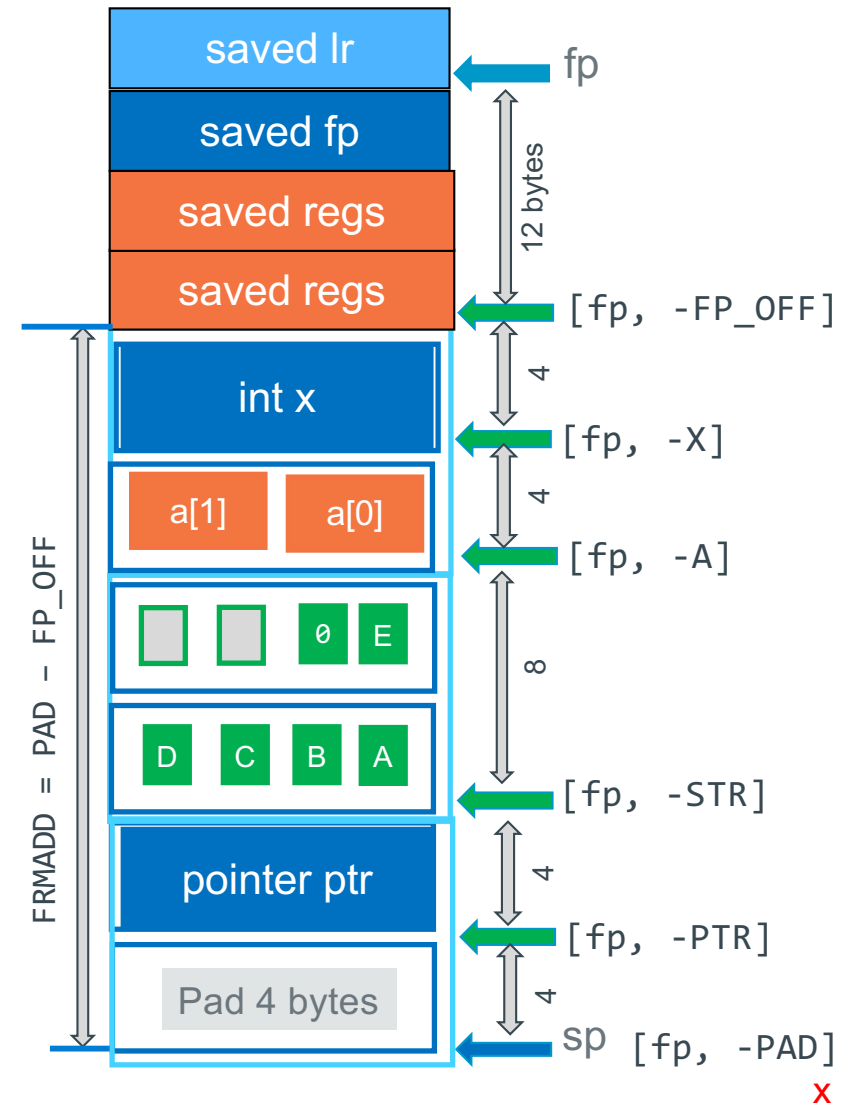 saved lr
fp
saved fp
12 bytes
saved regs
saved regs
[fp, -FP_OFF]
4
int x
[fp, -X]
4
a[1] a[0]
[fp, -A]
FRMADD = PAD – FP_OFF
0 E
8
D C B A
[fp, -STR]
4
pointer ptr
[fp, -PTR]
4
Pad 4 bytes
sp [fp, -PAD]
x